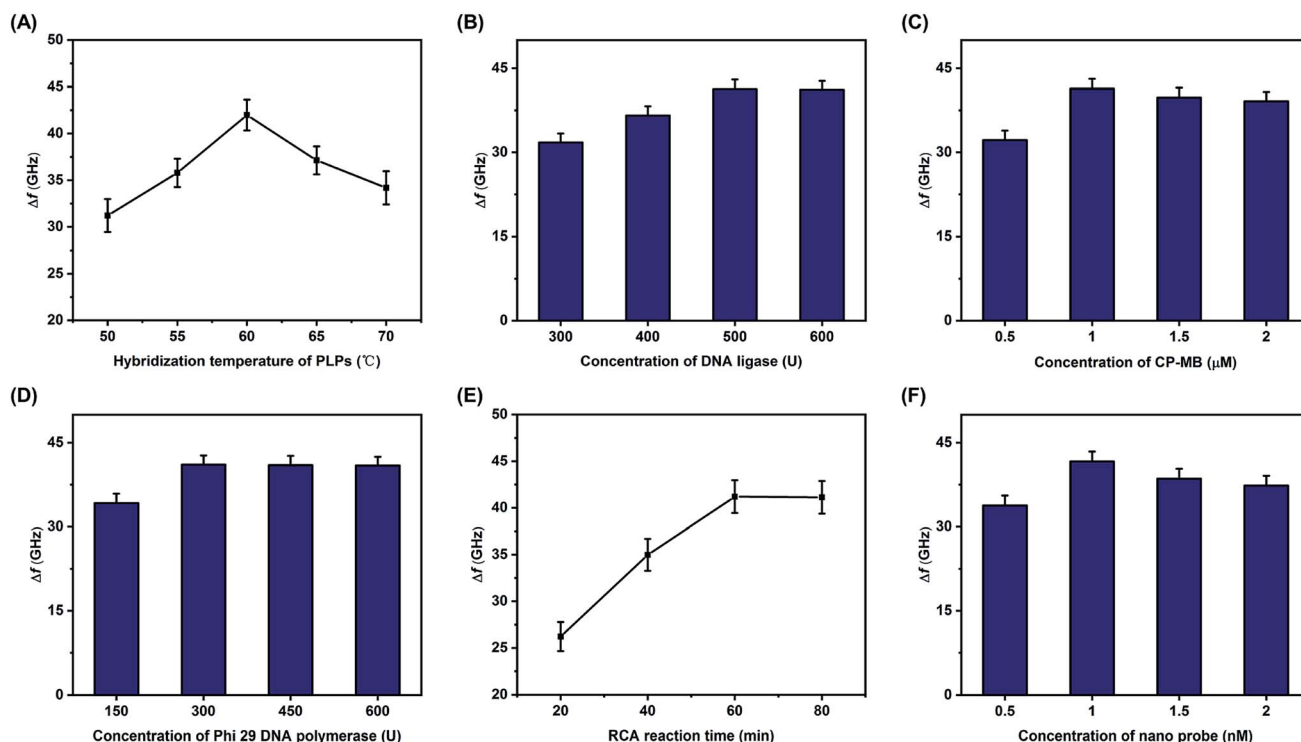 (A)
50
45
40
35
30
25
20
Δf (GHz)
50 55 60 65 70
Hybridization temperature of PLPs (℃)
(B)
45
30
15
0
Δf (GHz)
300 400 500 600
Concentration of DNA ligase (U)
(C)
45
30
15
0
Δf (GHz)
0.5 1 1.5 2
Concentration of CP-MB (μM)
(D)
45
30
15
0
Δf (GHz)
150 300 450 600
Concentration of Phi 29 DNA polymerase (U)
(E)
50
45
40
35
30
25
20
Δf (GHz)
20 40 60 80
RCA reaction time (min)
(F)
45
30
15
0
Δf (GHz)
0.5 1 1.5 2
Concentration of nano probe (nM)